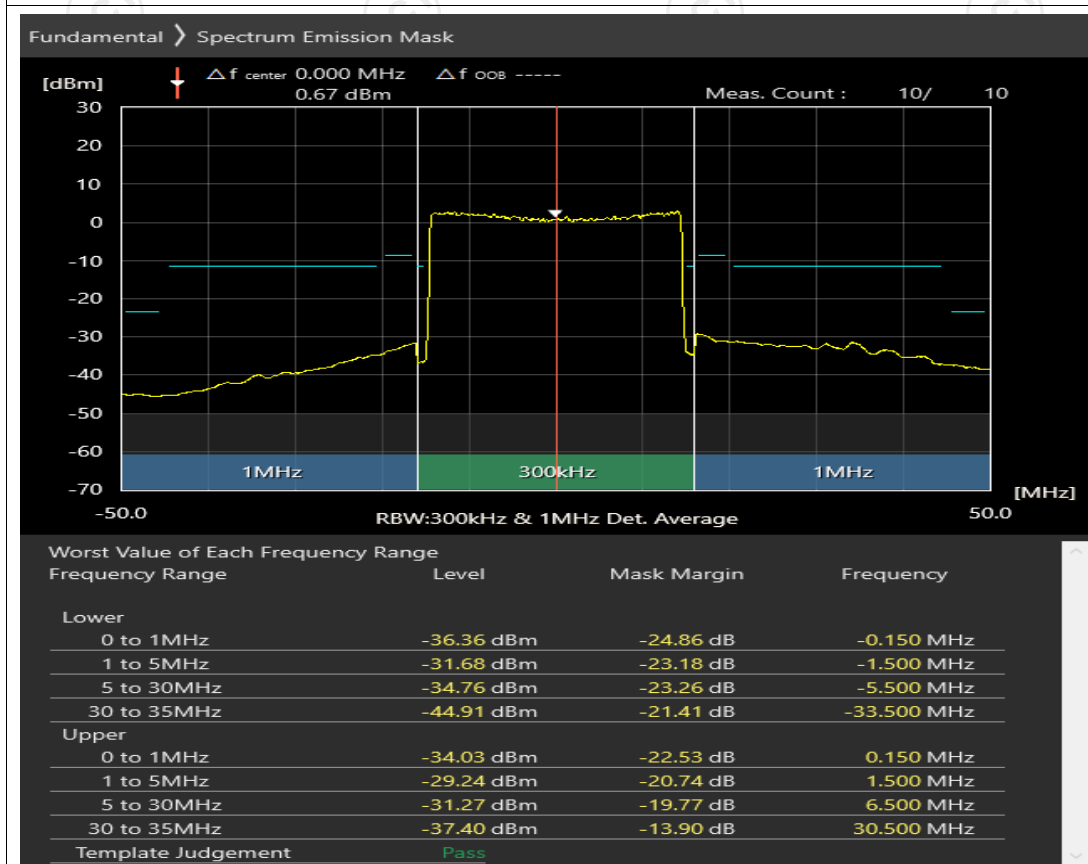 Fundamental ❯ Spectrum Emission Mask
[dBm]
△f center 0.000 MHz △f OOB -----
0.67 dBm
Meas. Count : 10/ 10
30
20
10
0
-10
-20
-30
-40
-50
-60
-70
1MHz 300kHz 1MHz
[MHz]
-50.0 RBW:300kHz & 1MHz Det. Average 50.0
Worst Value of Each Frequency Range
Frequency Range Level Mask Margin Frequency
Lower
0 to 1MHz -36.36 dBm -24.86 dB -0.150 MHz
1 to 5MHz -31.68 dBm -23.18 dB -1.500 MHz
5 to 30MHz -34.76 dBm -23.26 dB -5.500 MHz
30 to 35MHz -44.91 dBm -21.41 dB -33.500 MHz
Upper
0 to 1MHz -34.03 dBm -22.53 dB 0.150 MHz
1 to 5MHz -29.24 dBm -20.74 dB 1.500 MHz
5 to 30MHz -31.27 dBm -19.77 dB 6.500 MHz
30 to 35MHz -37.40 dBm -13.90 dB 30.500 MHz
Template Judgement Pass